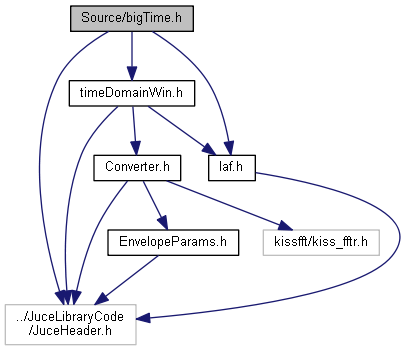 Source/bigTime.h
timeDomainWin.h
Converter.h
laf.h
EnvelopeParams.h
kissfft/kiss_fftr.h
../JuceLibraryCode
/JuceHeader.h